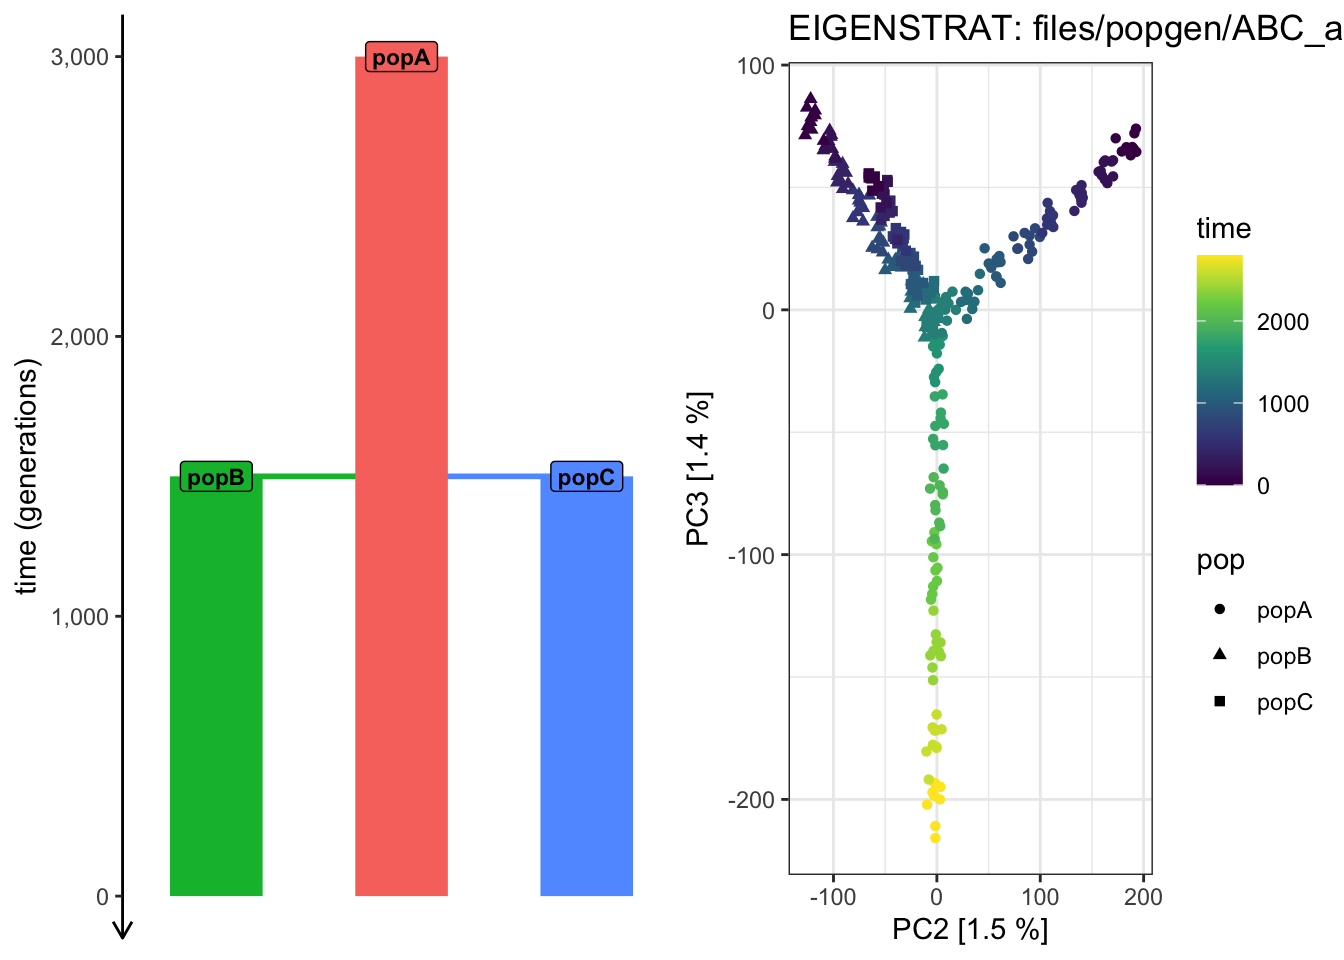 3,000
2,000
1,000
0
time (generations)
popA
popB
popC
EIGENSTRAT: files/popgen/ABC_a
100
0
-100
-200
PC3 [1.4 %]
-100
0
100
200
PC2 [1.5 %]
time
2000
1000
0
pop
popA
popB
popC